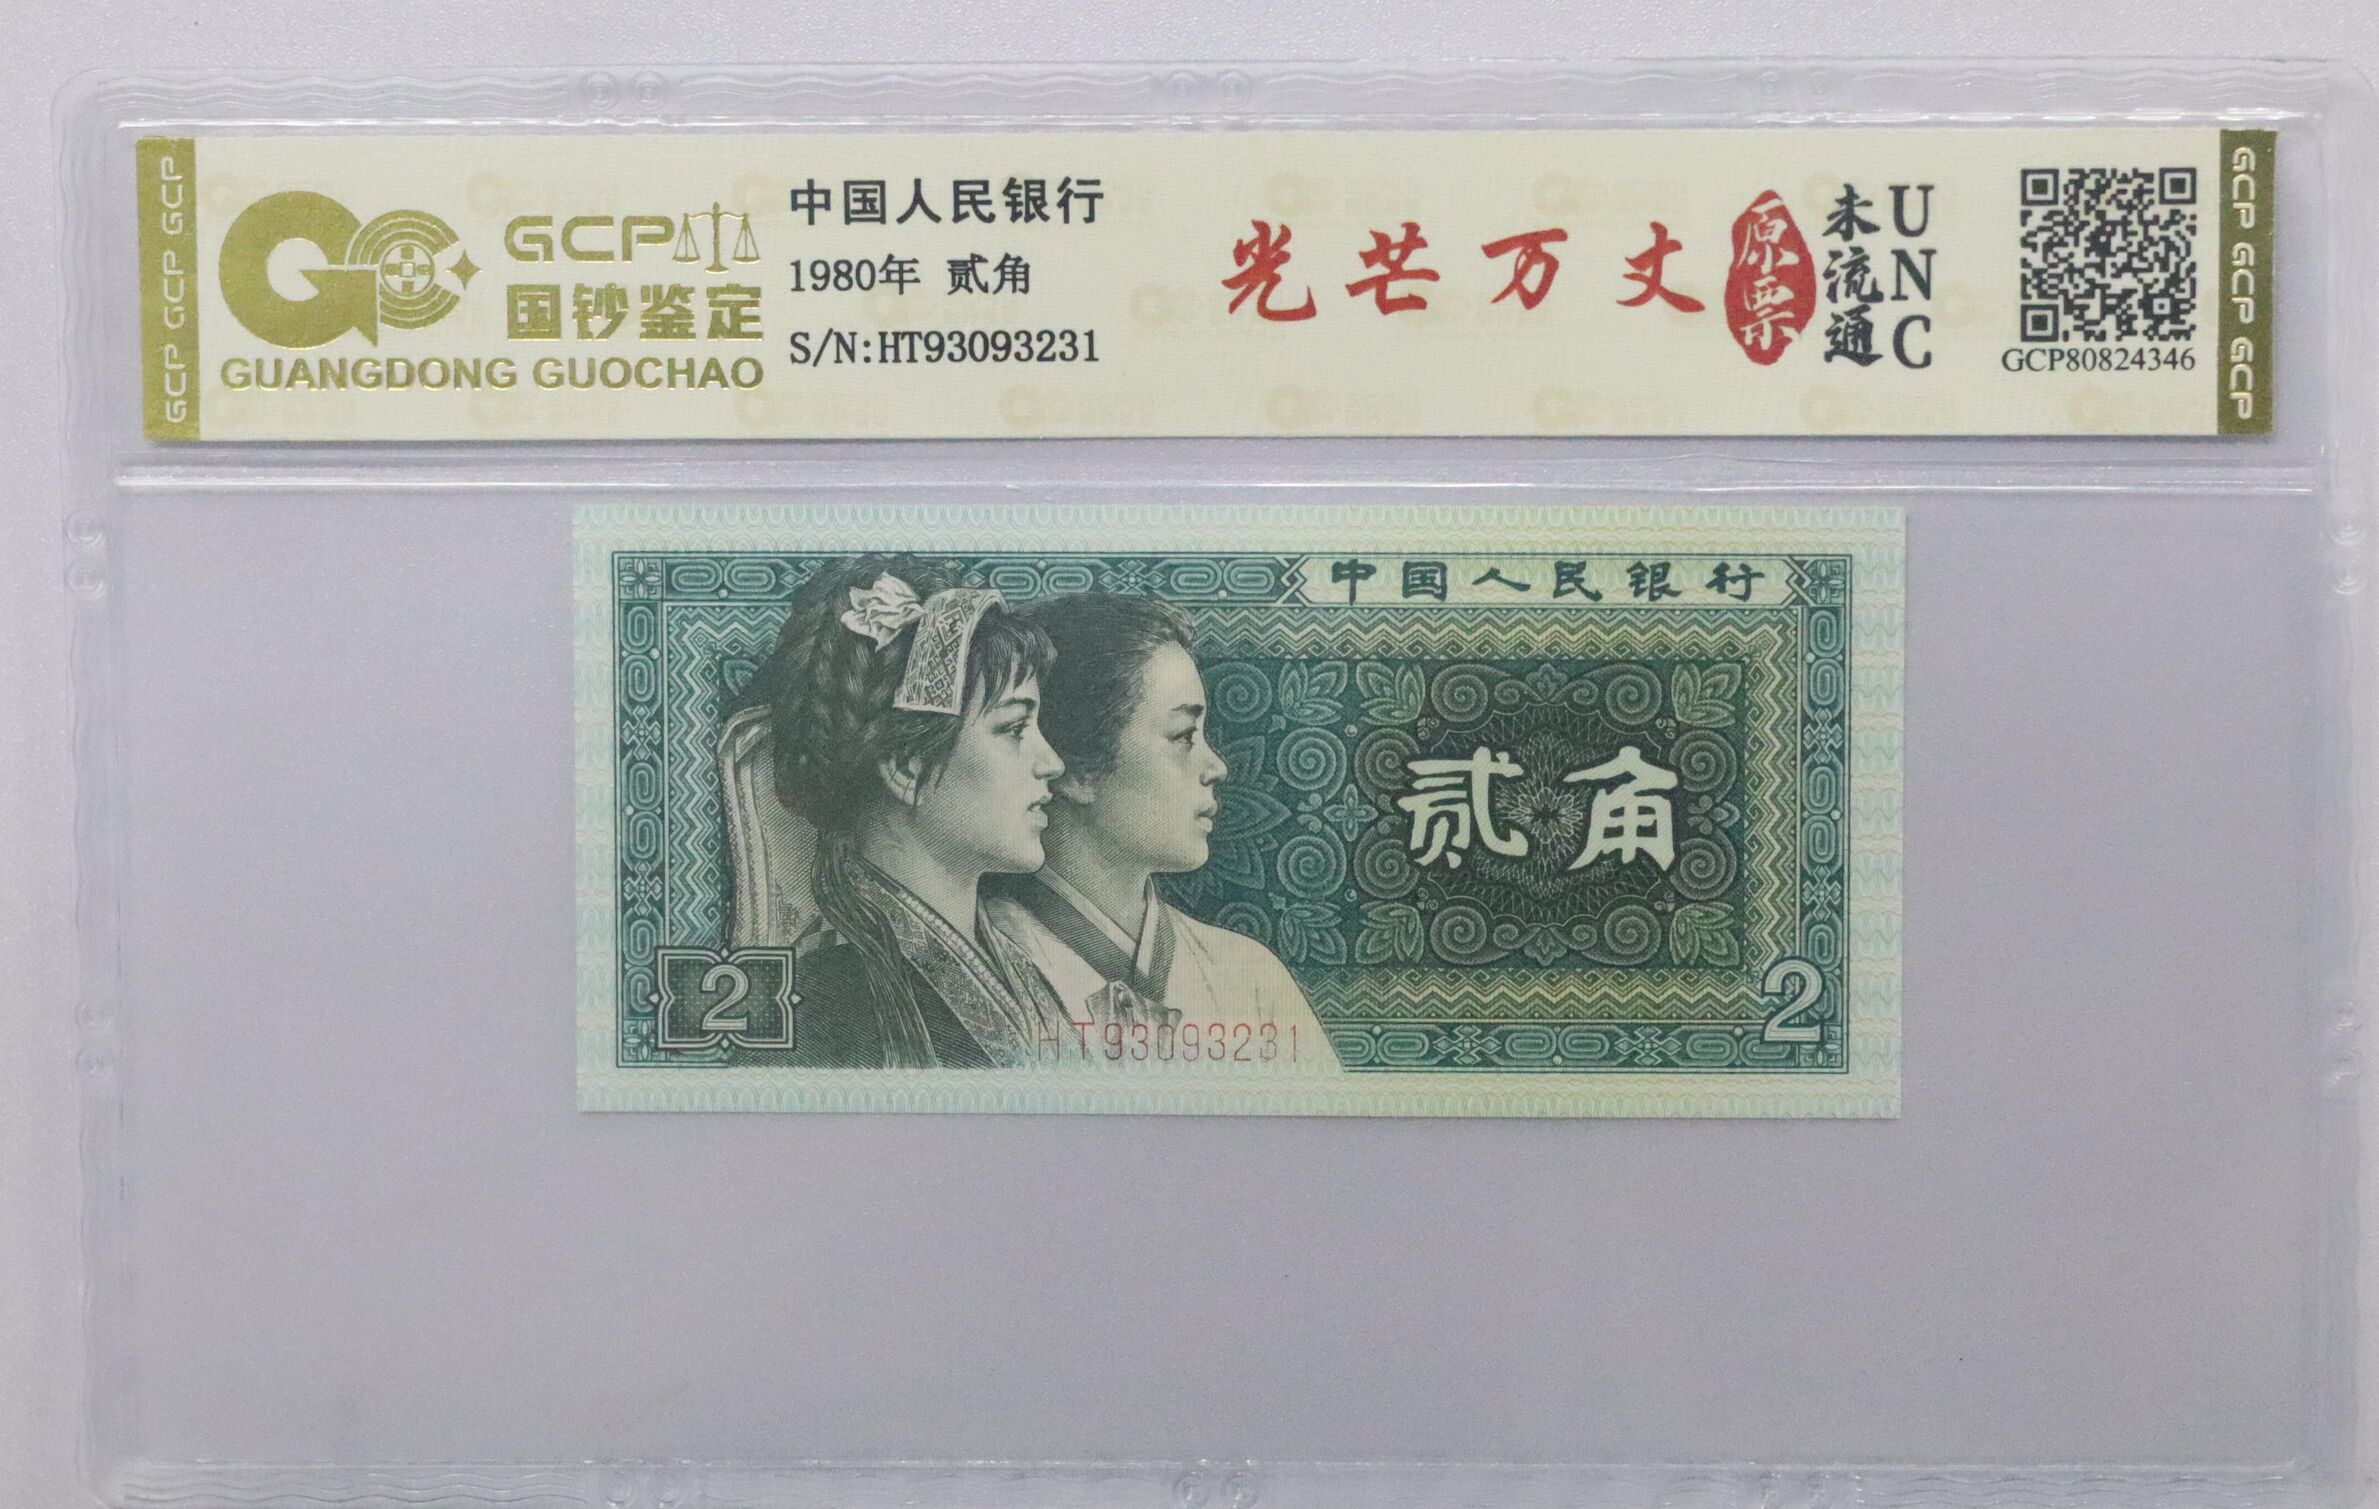 GCP GCP GCP
GCP
国钞鉴定
GUANGDONG GUOCHAO
中国人民银行
1980年 贰角
S/N:HT93093231
光芒万丈
原票
未流通
UNC
GCP80824346
GCP GCP GCP GCP
中国人民银行
贰角
2
HT93093231
2